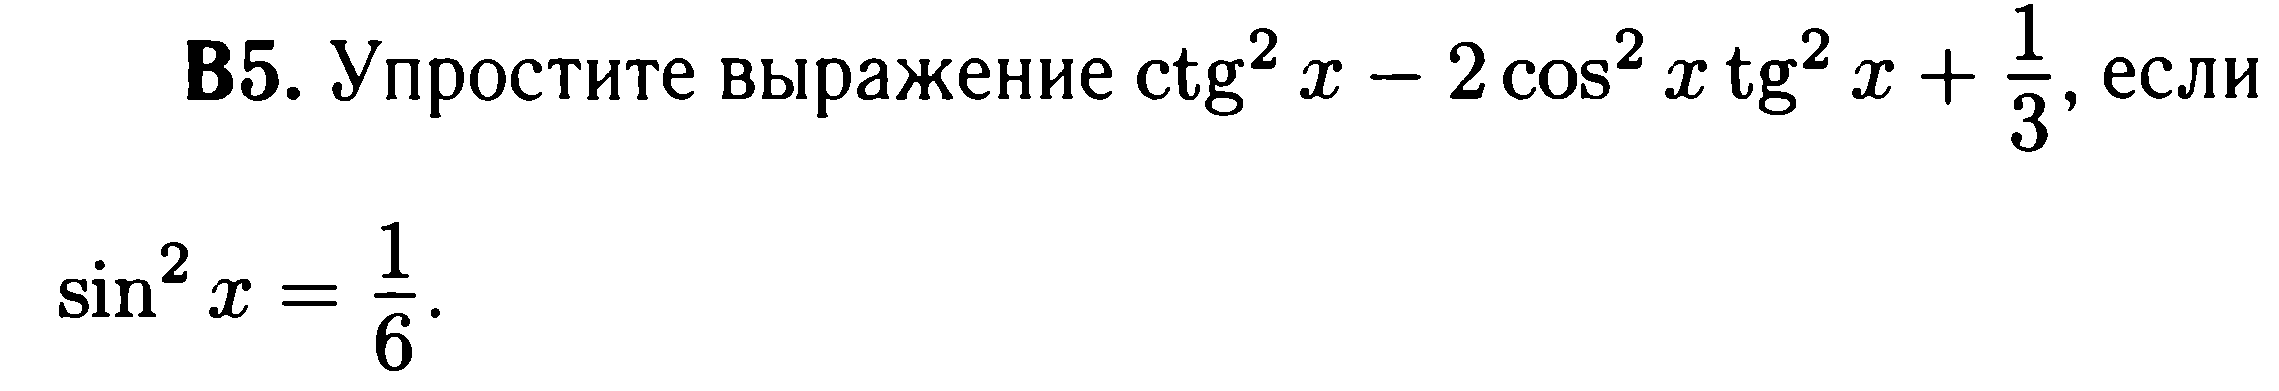 B5. Упростите выражение ctg² x − 2 cos² x tg² x + 1/3, если
sin² x = 1/6.